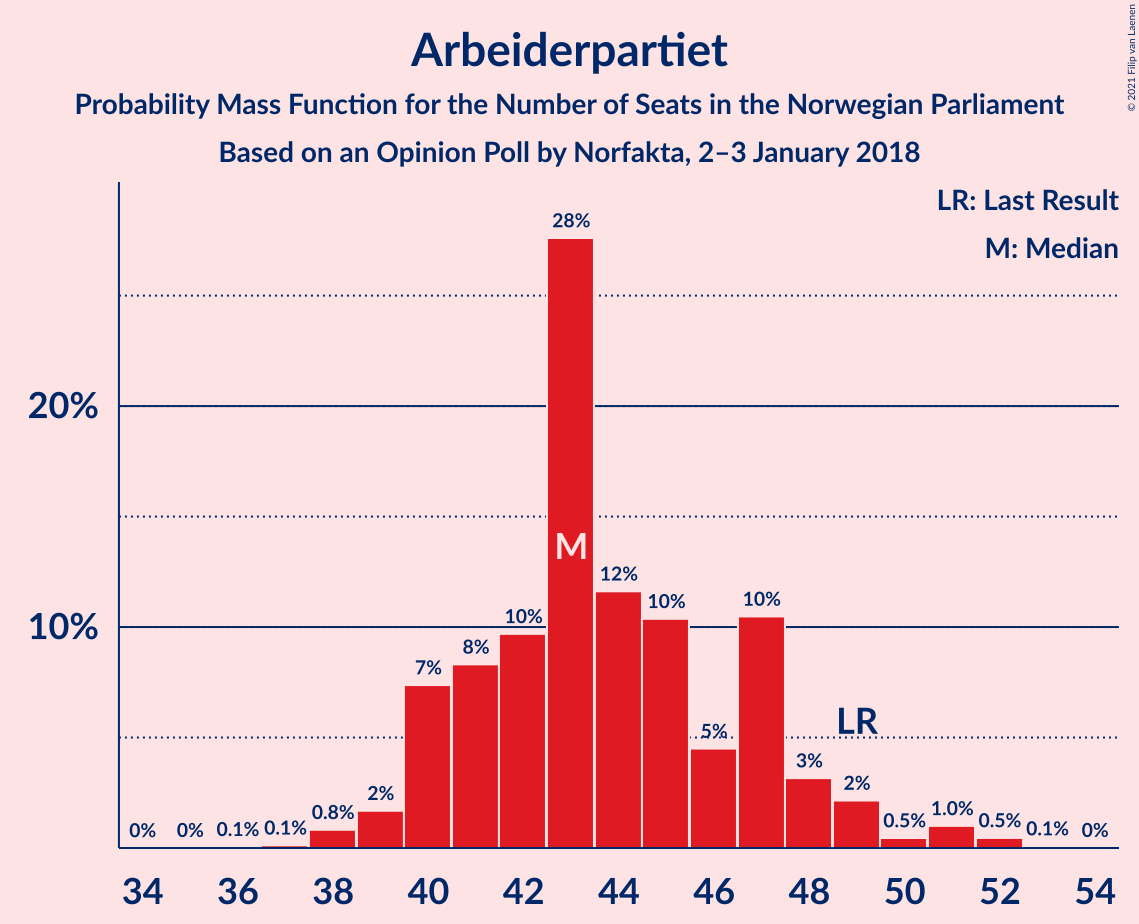 Arbeiderpartiet
Probability Mass Function for the Number of Seats in the Norwegian Parliament
Based on an Opinion Poll by Norfakta, 2–3 January 2018
© 2021 Filip van Laenen
LR: Last Result
M: Median
20%
10%
0%
0%
0.1%
0.1%
0.8%
2%
7%
8%
10%
28%
M
12%
10%
5%
10%
3%
LR
2%
0.5%
1.0%
0.5%
0.1%
0%
34 36 38 40 42 44 46 48 50 52 54